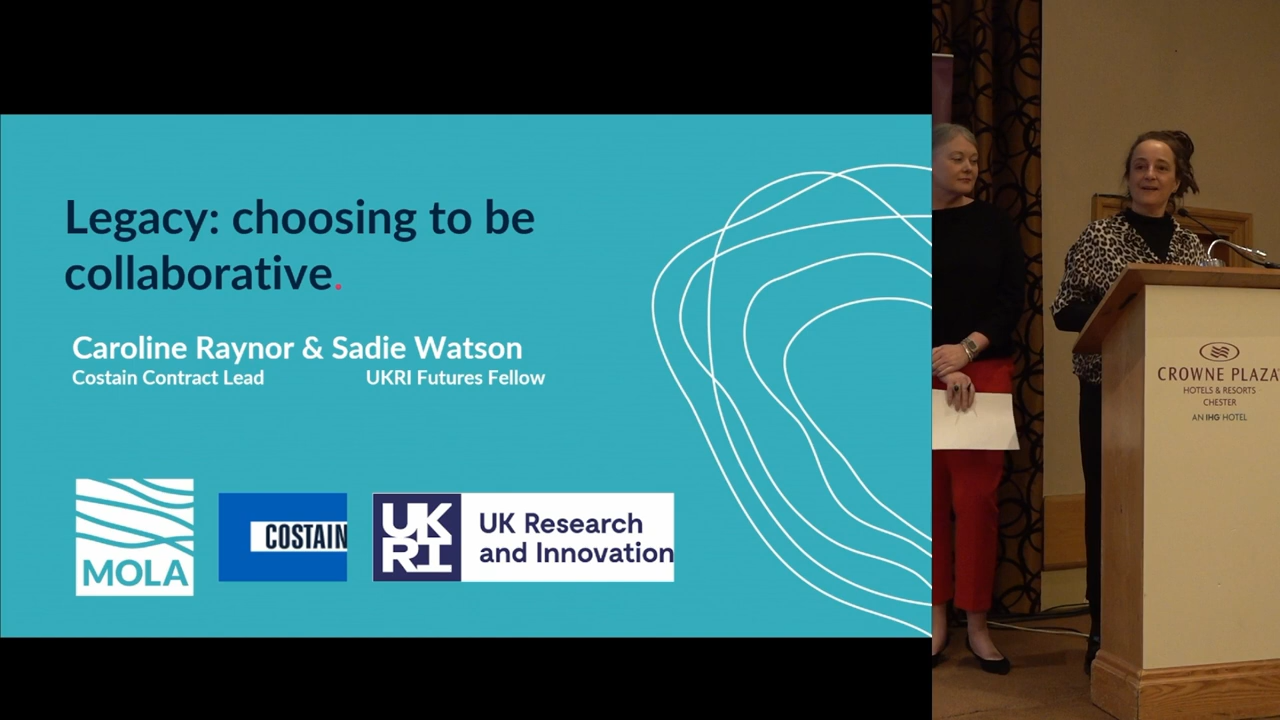 Legacy: choosing to be
collaborative.
Caroline Raynor & Sadie Watson
Costain Contract Lead
UKRI Futures Fellow
MOLA
COSTAIN
UK
RI
UK Research
and Innovation
CROWNE PLAZA
HOTELS & RESORTS
CHESTER
AN IHG HOTEL